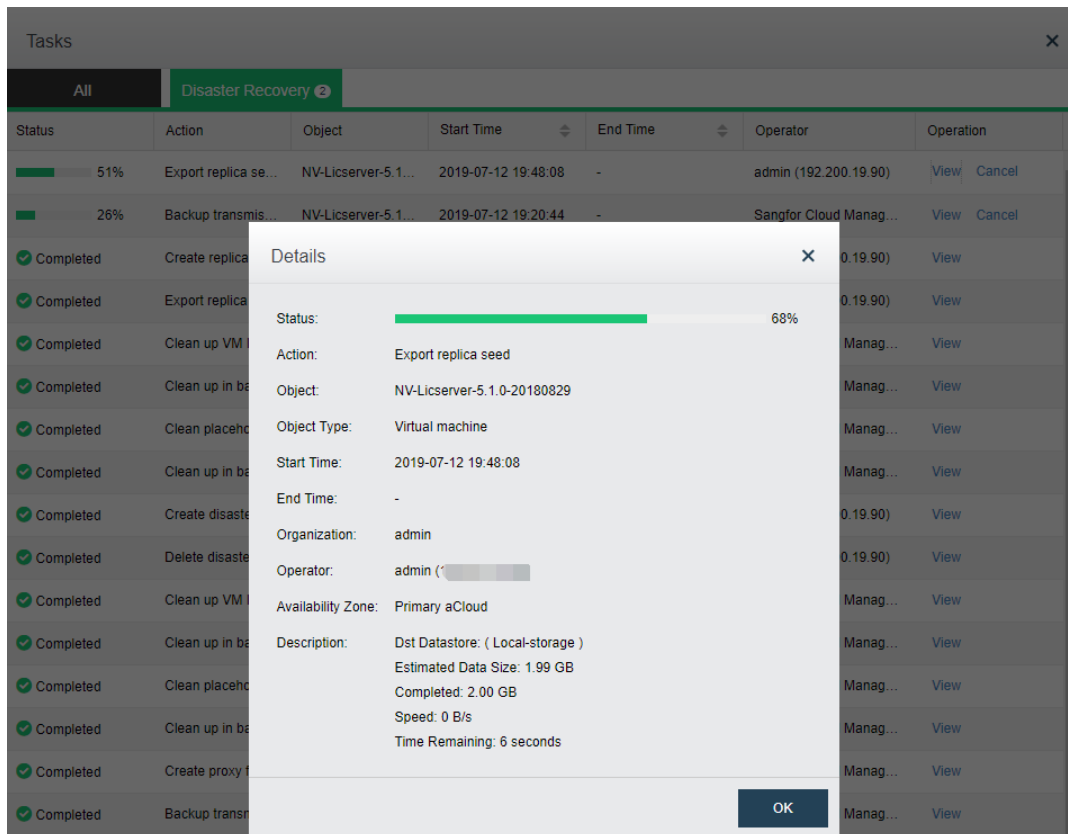 Tasks
All Disaster Recovery 2
Status Action Object Start Time End Time Operator Operation
51% Export replica se... NV-Licserver-5.1... 2019-07-12 19:48:08 - admin (192.200.19.90) View Cancel
26% Backup transmis... NV-Licserver-5.1... 2019-07-12 19:20:44 - Sangfor Cloud Manag... View Cancel
Completed Create replica 0.19.90) View
Completed Export replica 0.19.90) View
Completed Clean up VM Manag... View
Completed Clean up in ba Manag... View
Completed Clean placeho Manag... View
Completed Clean up in ba Manag... View
Completed Create disaste 0.19.90) View
Completed Delete disaste 0.19.90) View
Completed Clean up VM Manag... View
Completed Clean up in ba Manag... View
Completed Clean placeho Manag... View
Completed Clean up in ba Manag... View
Completed Create proxy f Manag... View
Completed Backup transm Manag... View
Details
Status: 68%
Action: Export replica seed
Object: NV-Licserver-5.1.0-20180829
Object Type: Virtual machine
Start Time: 2019-07-12 19:48:08
End Time: -
Organization: admin
Operator: admin (
Availability Zone: Primary aCloud
Description: Dst Datastore: ( Local-storage )
Estimated Data Size: 1.99 GB
Completed: 2.00 GB
Speed: 0 B/s
Time Remaining: 6 seconds
OK